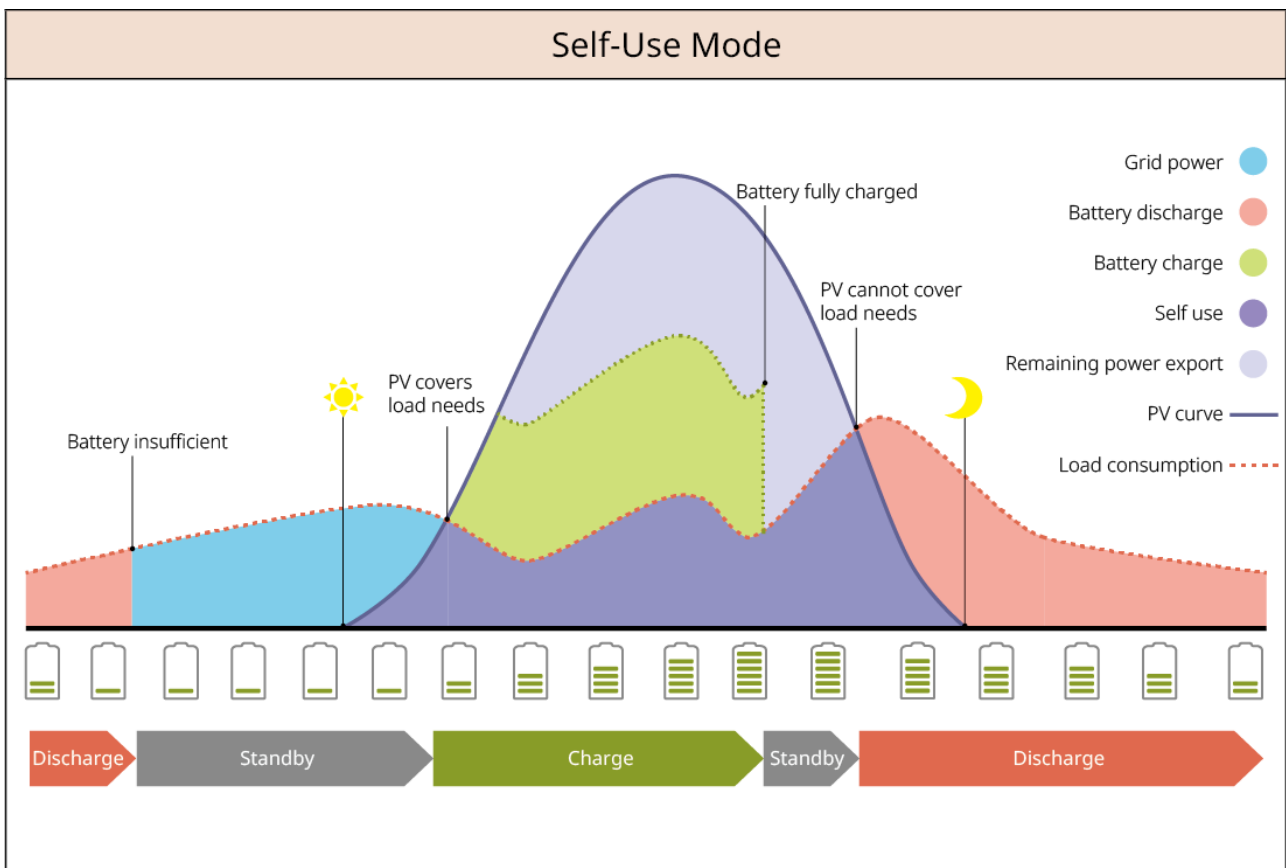 Self-Use Mode
Grid power
Battery discharge
Battery charge
Self use
Remaining power export
PV curve
Load consumption
Battery fully charged
PV cannot cover
load needs
PV covers
load needs
Battery insufficient
Discharge
Standby
Charge
Standby
Discharge